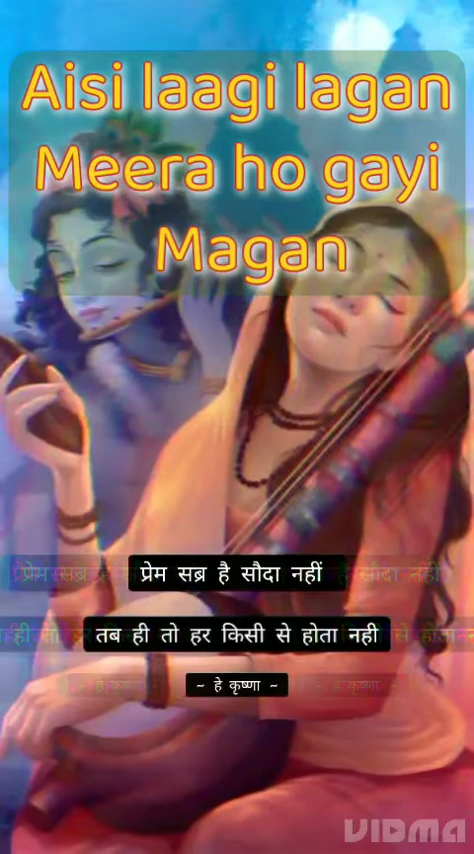 Aisi laagi lagan
Meera ho gayi
Magan
प्रेम सब्र है सौदा नहीं
तब ही तो हर किसी से होता नही
~ हे कृष्णा ~
VIDMA